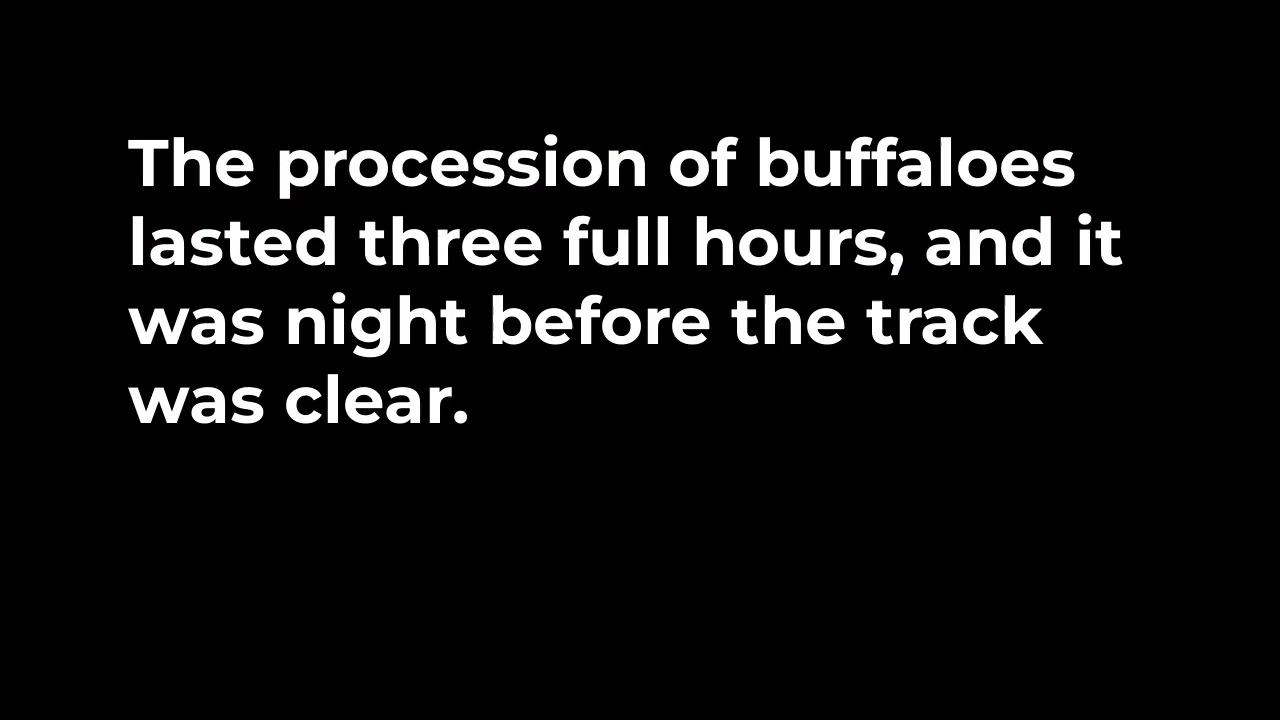 The procession of buffaloes
lasted three full hours, and it
was night before the track
was clear.